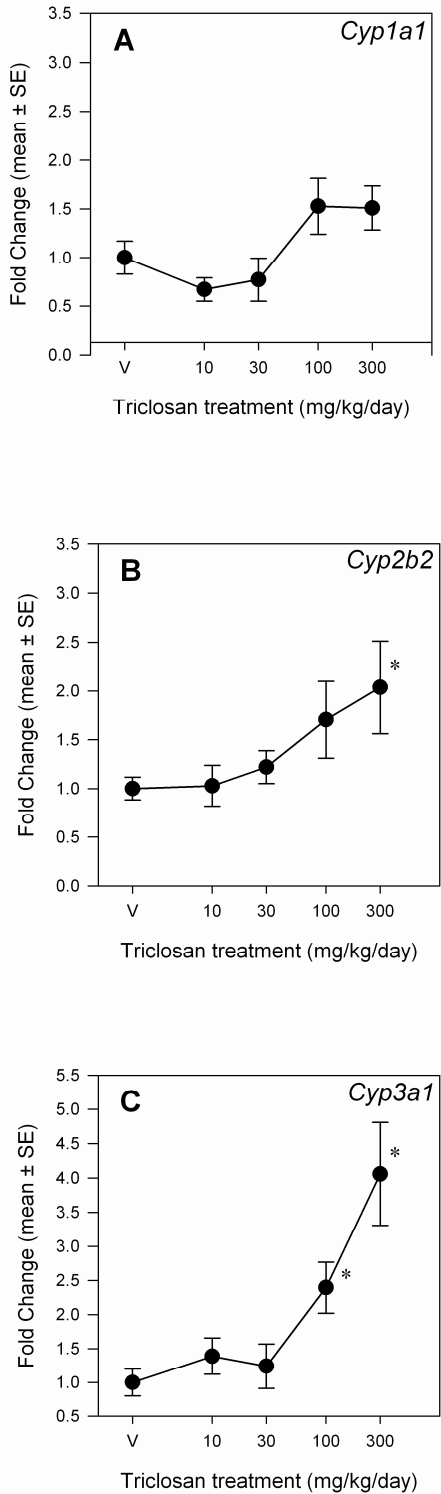 A
Cyp1a1
3.5
3.0
2.5
2.0
1.5
1.0
0.5
0.0
Fold Change (mean ± SE)
V 10 30 100 300
Triclosan treatment (mg/kg/day)
B
Cyp2b2
3.5
3.0
2.5
2.0
1.5
1.0
0.5
0.0
Fold Change (mean ± SE)
*
V 10 30 100 300
Triclosan treatment (mg/kg/day)
C
Cyp3a1
5.5
5.0
4.5
4.0
3.5
3.0
2.5
2.0
1.5
1.0
0.5
Fold Change (mean ± SE)
*
*
V 10 30 100 300
Triclosan treatment (mg/kg/day)